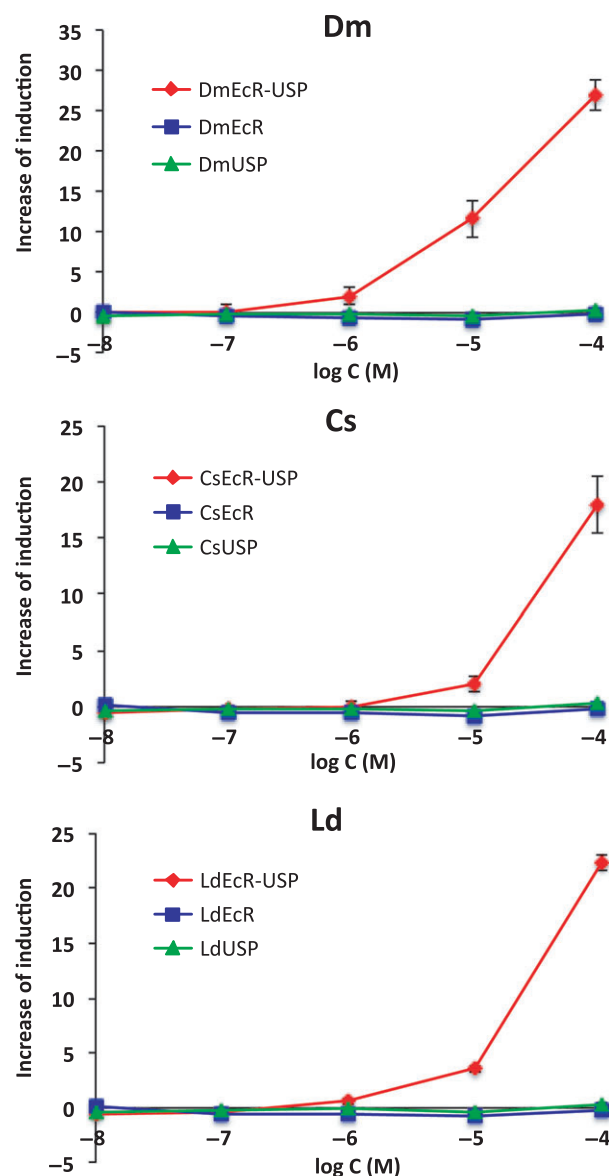 Dm
35
30
25
20
15
10
5
0
–5
Increase of induction
DmEcR-USP
DmEcR
DmUSP
–8 –7 –6 –5 –4
log C (M)
Cs
25
20
15
10
5
0
–5
Increase of induction
CsEcR-USP
CsEcR
CsUSP
–8 –7 –6 –5 –4
log C (M)
Ld
25
20
15
10
5
0
–5
Increase of induction
LdEcR-USP
LdEcR
LdUSP
–8 –7 –6 –5 –4
log C (M)